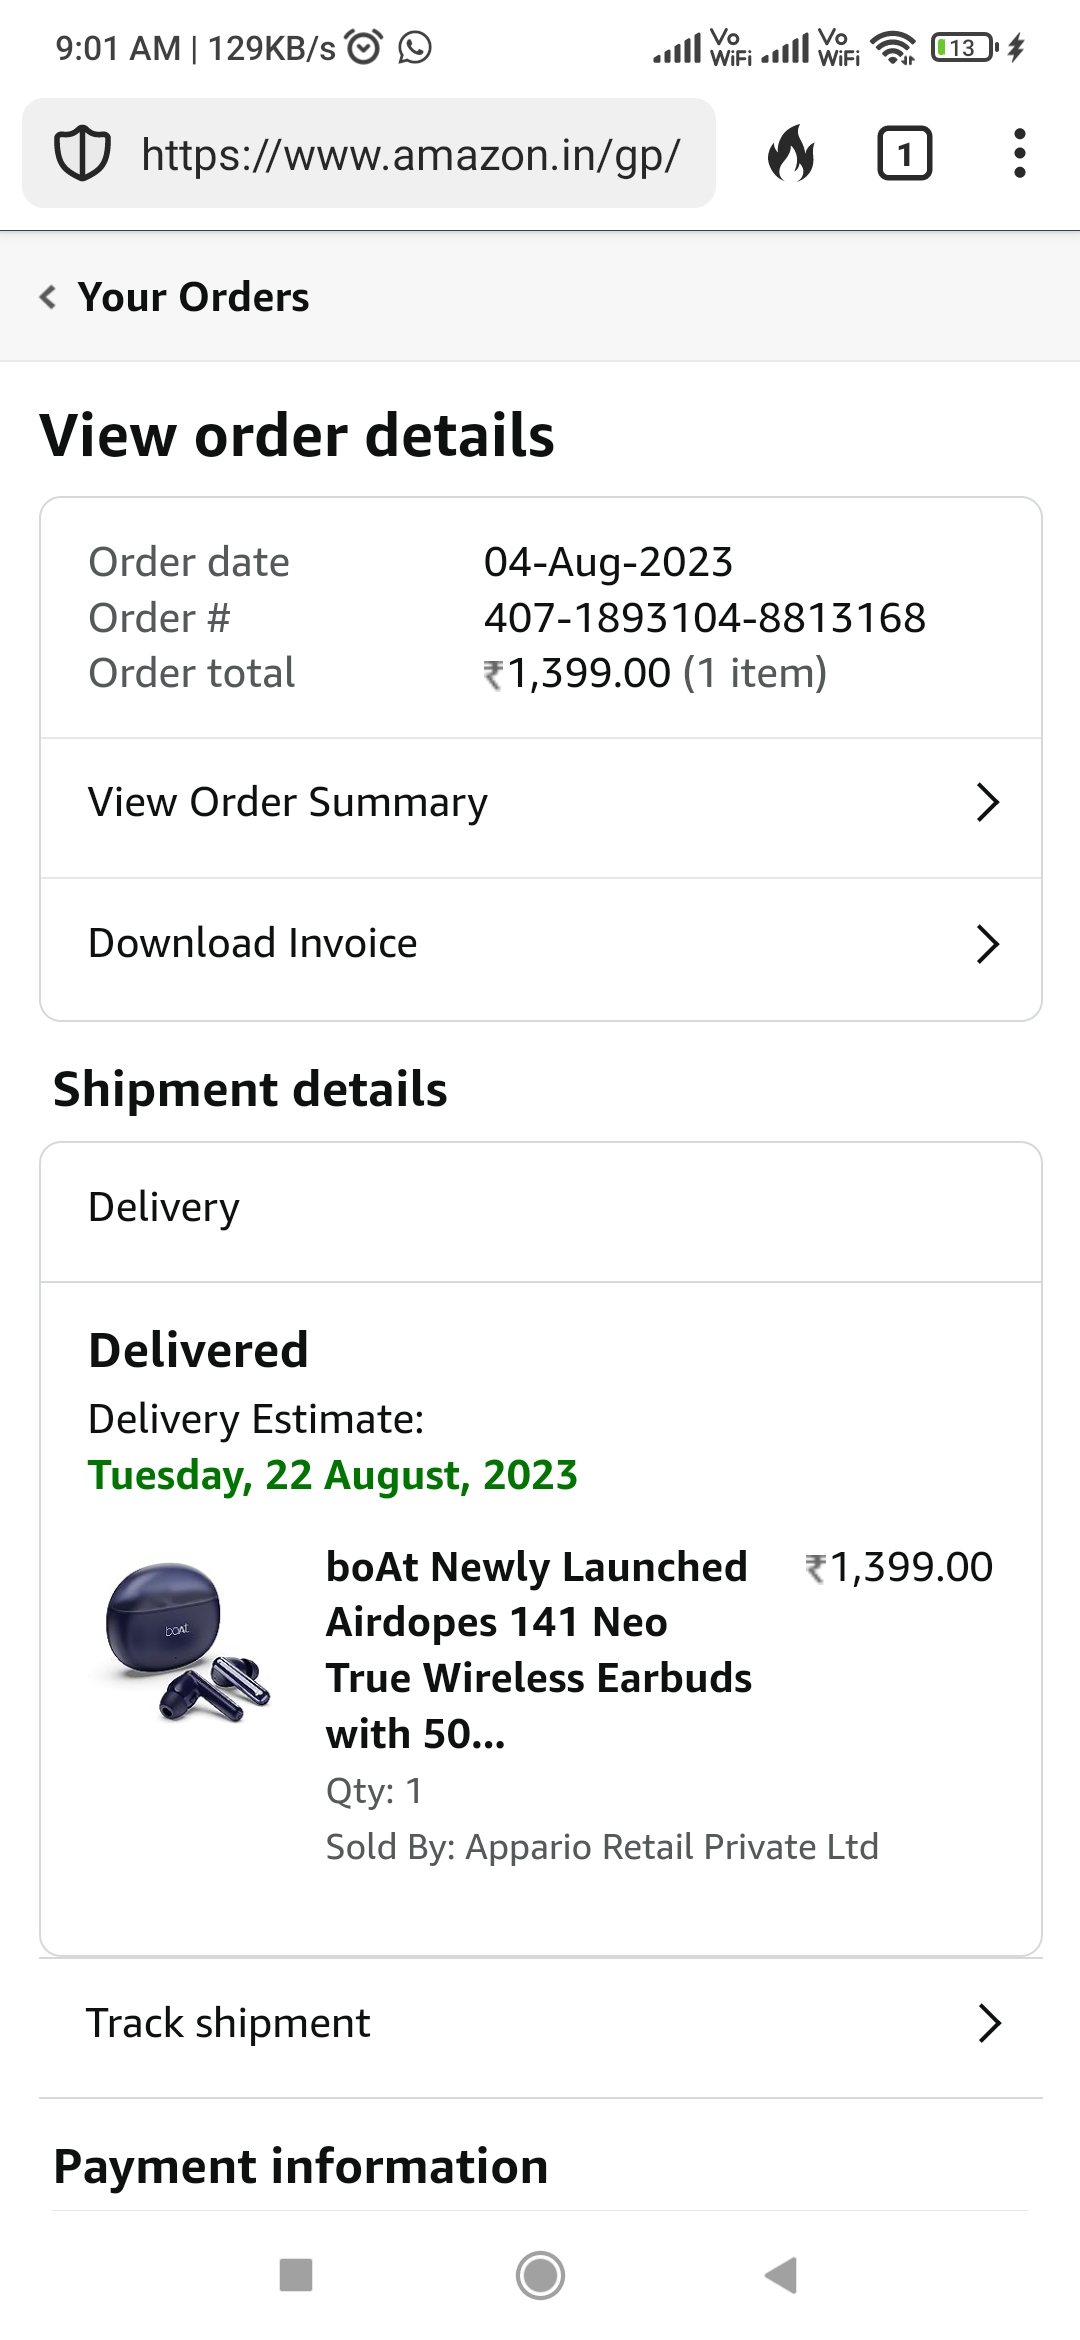 9:01 AM | 129KB/s
Vo WiFi Vo WiFi 13
https://www.amazon.in/gp/
1
Your Orders
View order details
Order date 04-Aug-2023
Order # 407-1893104-8813168
Order total ₹1,399.00 (1 item)
View Order Summary
Download Invoice
Shipment details
Delivery
Delivered
Delivery Estimate:
Tuesday, 22 August, 2023
boAt
boAt Newly Launched ₹1,399.00
Airdopes 141 Neo
True Wireless Earbuds
with 50...
Qty: 1
Sold By: Appario Retail Private Ltd
Track shipment
Payment information